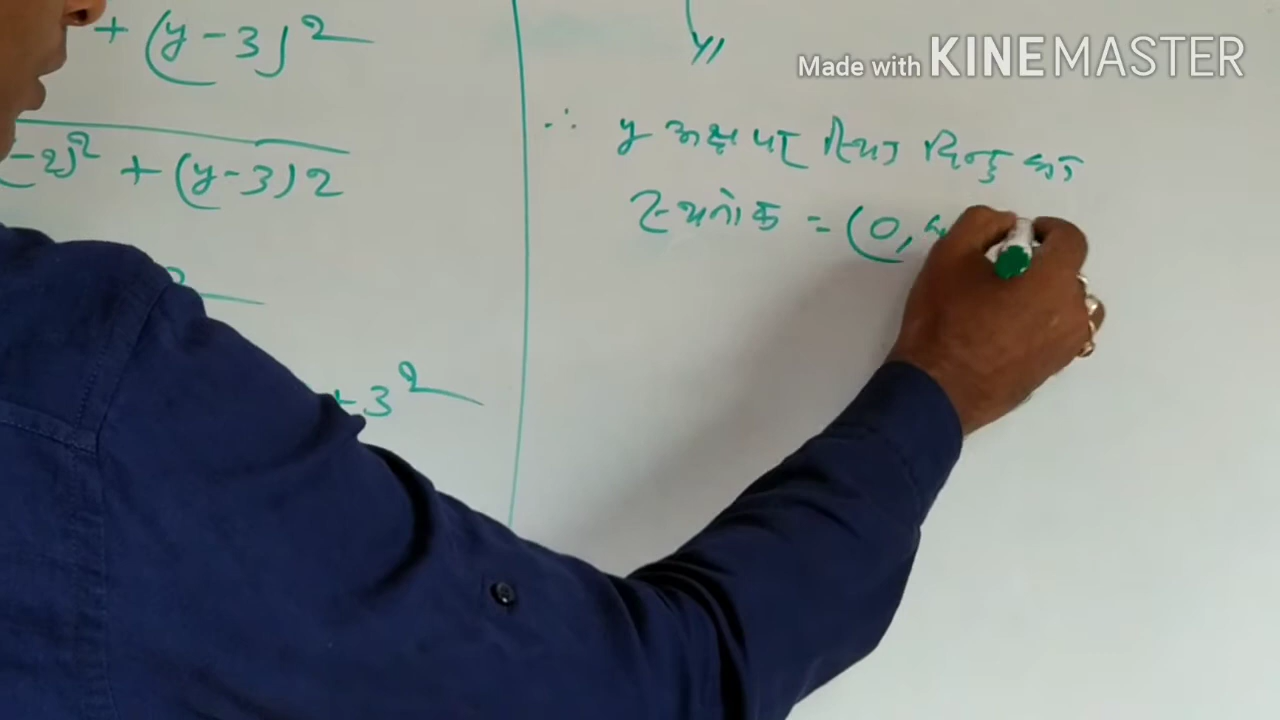 + (y-3)²
-2)² + (y-3)2
+3²
y/
Made with KINEMASTER
∴ y अक्ष पर स्थित बिन्दु का
= (0,